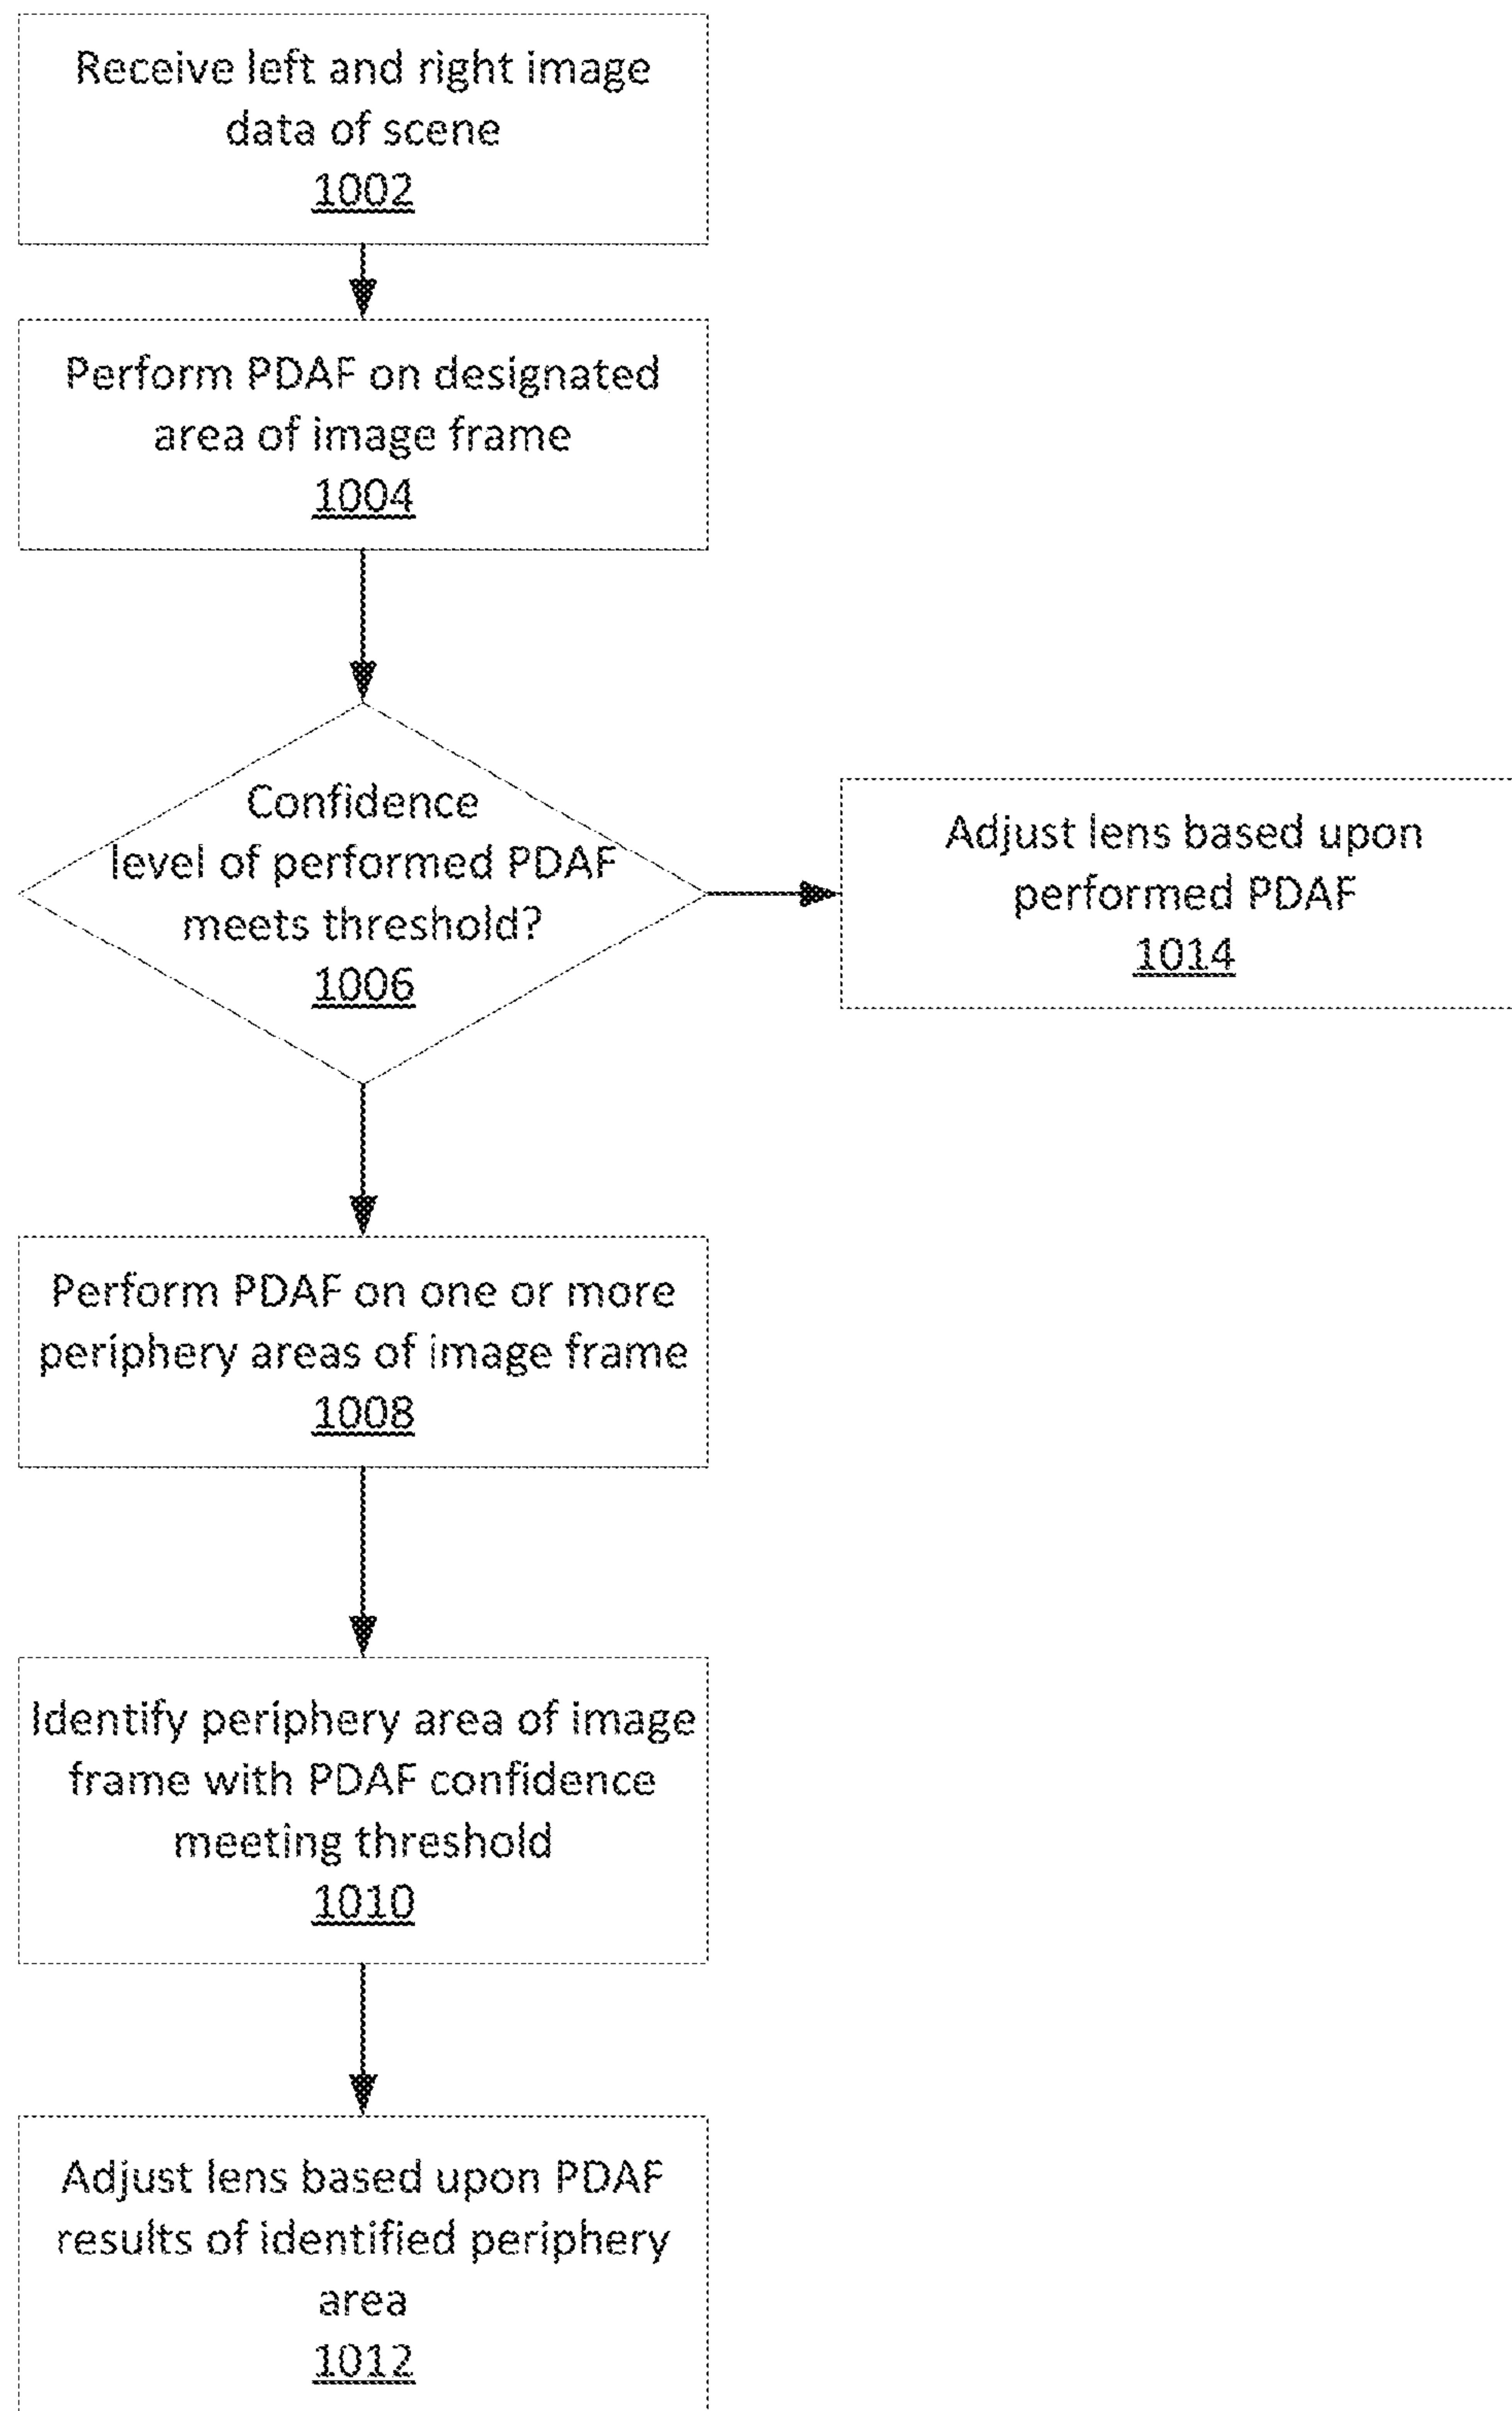 Receive left and right image
data of scene
1002
Perform PDAF on designated
area of image frame
1004
Confidence
level of performed PDAF
meets threshold?
1006
Adjust lens based upon
performed PDAF
1014
Perform PDAF on one or more
periphery areas of image frame
1008
Identify periphery area of image
frame with PDAF confidence
meeting threshold
1010
Adjust lens based upon PDAF
results of identified periphery
area
1012